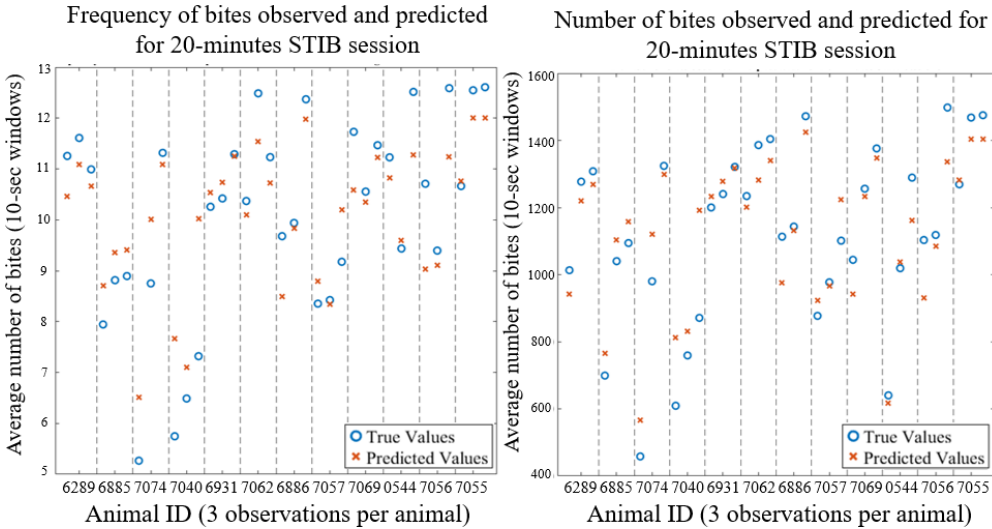 Frequency of bites observed and predicted
for 20-minutes STIB session
Average number of bites (10-sec windows)
13
12
11
10
9
8
7
6
5
True Values
Predicted Values
6289 6885 7074 7040 6931 7062 6886 7057 7069 0544 7056 7055
Animal ID (3 observations per animal)
Number of bites observed and predicted for
20-minutes STIB session
Average number of bites (10-sec windows)
1600
1400
1200
1000
800
600
400
True Values
Predicted Values
6289 6885 7074 7040 6931 7062 6886 7057 7069 0544 7056 7055
Animal ID (3 observations per animal)